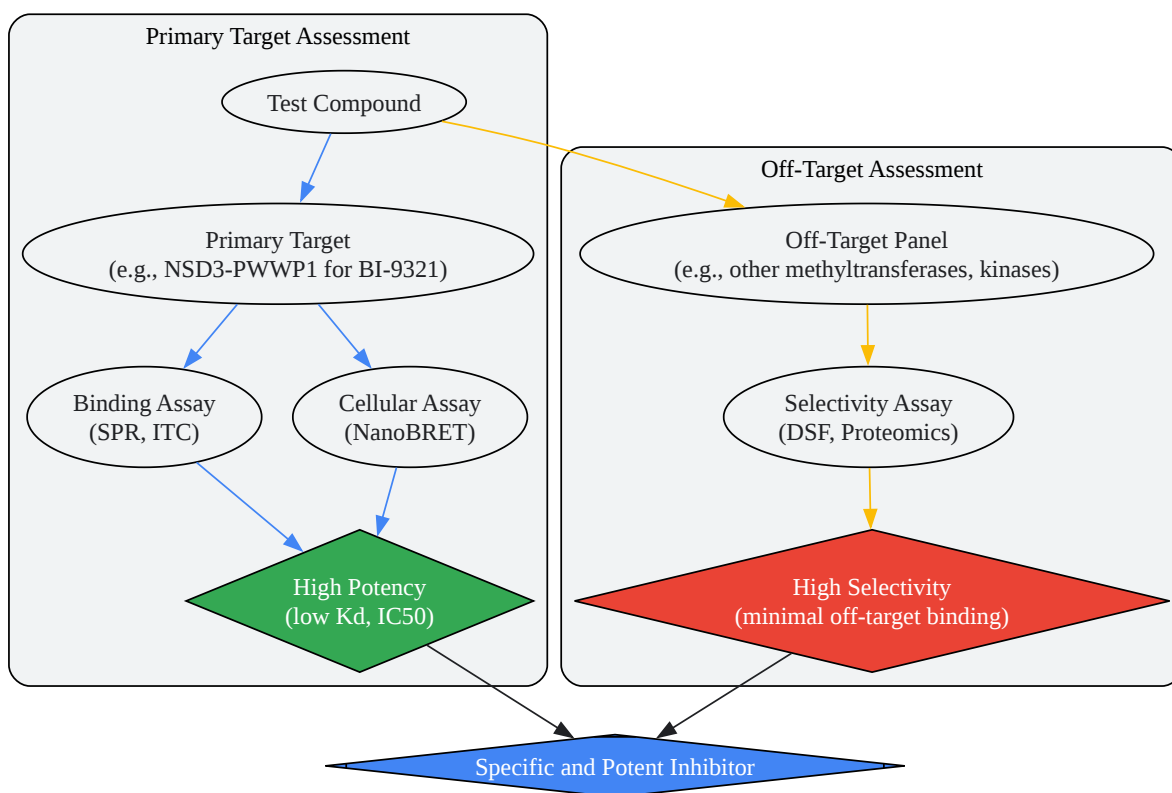 Primary Target Assessment
Test Compound
Off-Target Assessment
Primary Target
(e.g., NSD3-PWWP1 for BI-9321)
Off-Target Panel
(e.g., other methyltransferases, kinases)
Binding Assay
(SPR, ITC)
Cellular Assay
(NanoBRET)
Selectivity Assay
(DSF, Proteomics)
High Potency
(low Kd, IC50)
High Selectivity
(minimal off-target binding)
Specific and Potent Inhibitor